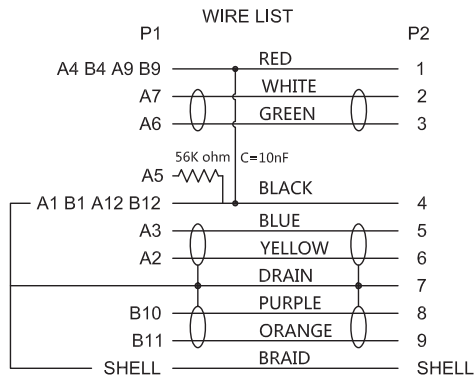 WIRE LIST
P1 P2
A4 B4 A9 B9 RED 1
A7 WHITE 2
A6 GREEN 3
56K ohm C=10nF
A5
A1 B1 A12 B12 BLACK 4
A3 BLUE 5
A2 YELLOW 6
DRAIN 7
B10 PURPLE 8
B11 ORANGE 9
SHELL BRAID SHELL